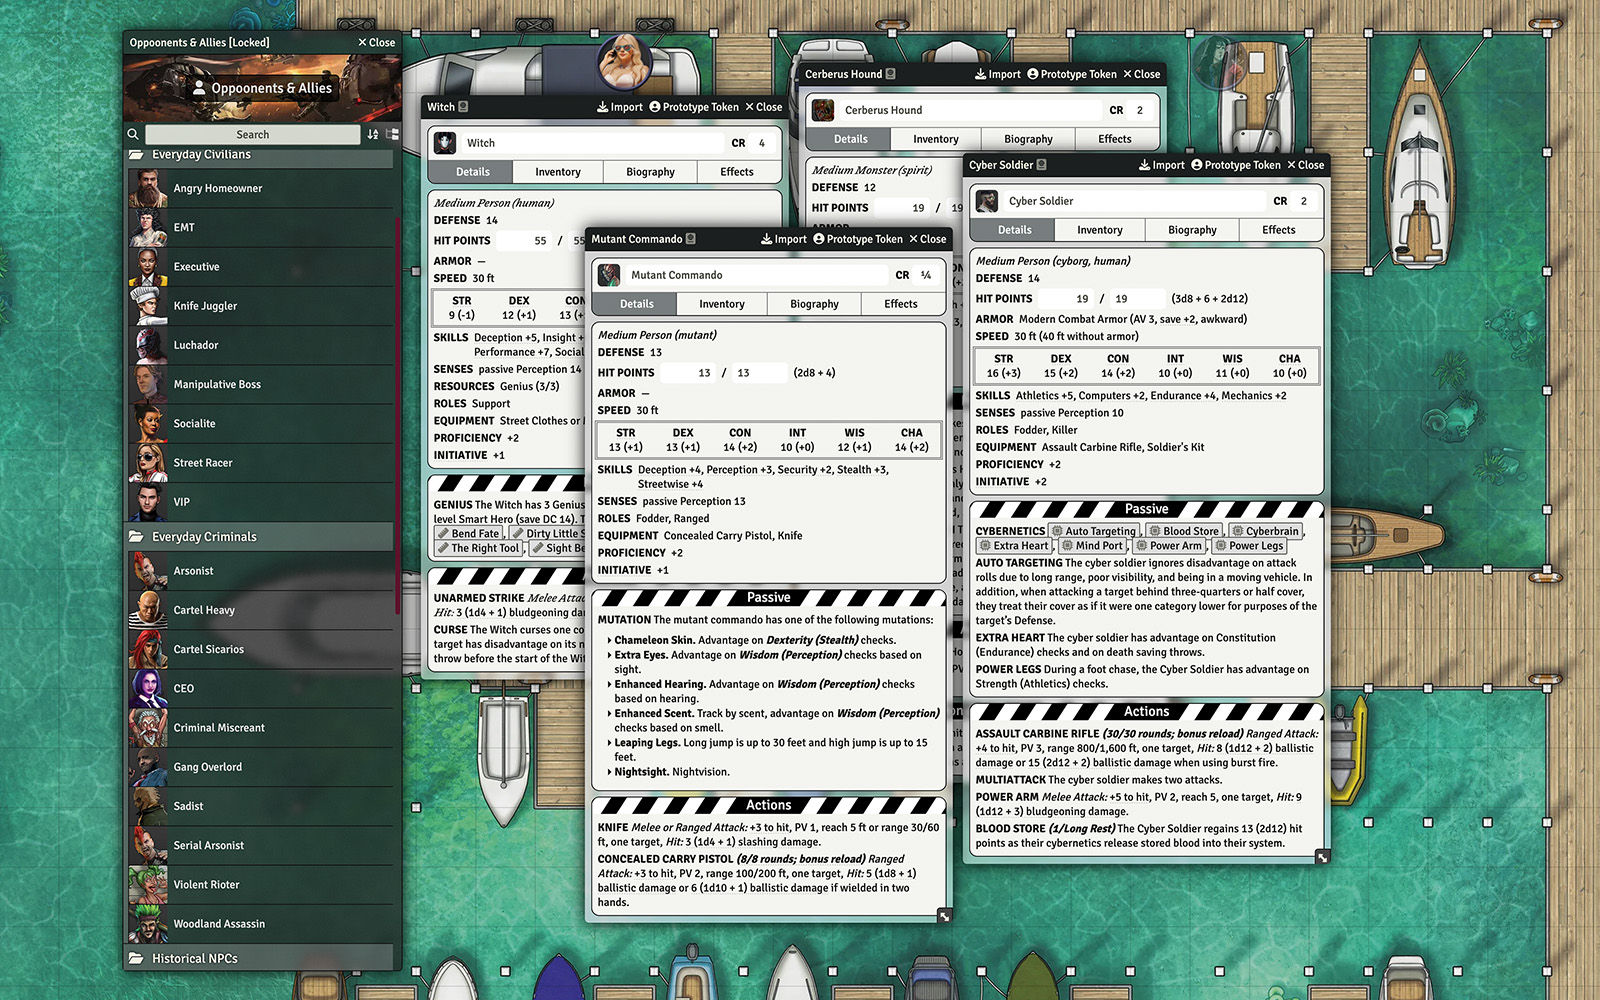 Oppoonents & Allies [Locked]
Close
Oppoonents & Allies
Search
Everyday Civilians
Angry Homeowner
EMT
Executive
Knife Juggler
Luchador
Manipulative Boss
Socialite
Street Racer
VIP
Everyday Criminals
Arsonist
Cartel Heavy
Cartel Sicarios
CEO
Criminal Miscreant
Gang Overlord
Sadist
Serial Arsonist
Violent Rioter
Woodland Assassin
Historical NPCs
Witch
Import Prototype Token Close
Witch CR 4
Details Inventory Biography Effects
Medium Person (human)
DEFENSE 14
HIT POINTS 55 / 55
ARMOR —
SPEED 30 ft
STR DEX CON
9 (-1) 12 (+1) 13 (+
SKILLS Deception +5, Insight +
Performance +7, Social
SENSES passive Perception 14
RESOURCES Genius (3/3)
ROLES Support
EQUIPMENT Street Clothes or
PROFICIENCY +2
INITIATIVE +1
GENIUS The Witch has 3 Genius
level Smart Hero (save DC 14). T
Bend Fate, Dirty Little S
The Right Tool, Sight Be
UNARMED STRIKE Melee Attac
Hit: 3 (1d4 + 1) bludgeoning da
CURSE The Witch curses one co
target has disadvantage on its n
throw before the start of the Wit
Cerberus Hound
Import Prototype Token Close
Cerberus Hound CR 2
Details Inventory Biography Effects
Medium Monster (spirit)
DEFENSE 12
HIT POINTS 19 / 19
Mutant Commando
Import Prototype Token Close
Mutant Commando CR ¼
Details Inventory Biography Effects
Medium Person (mutant)
DEFENSE 13
HIT POINTS 13 / 13 (2d8 + 4)
ARMOR —
SPEED 30 ft
STR DEX CON INT WIS CHA
13 (+1) 13 (+1) 14 (+2) 10 (+0) 12 (+1) 14 (+2)
SKILLS Deception +4, Perception +3, Security +2, Stealth +3,
Streetwise +4
SENSES passive Perception 13
ROLES Fodder, Ranged
EQUIPMENT Concealed Carry Pistol, Knife
PROFICIENCY +2
INITIATIVE +1
Passive
MUTATION The mutant commando has one of the following mutations:
Chameleon Skin. Advantage on Dexterity (Stealth) checks.
Extra Eyes. Advantage on Wisdom (Perception) checks based on
sight.
Enhanced Hearing. Advantage on Wisdom (Perception) checks
based on hearing.
Enhanced Scent. Track by scent, advantage on Wisdom (Perception)
checks based on smell.
Leaping Legs. Long jump is up to 30 feet and high jump is up to 15
feet.
Nightsight. Nightvision.
Actions
KNIFE Melee or Ranged Attack: +3 to hit, PV 1, reach 5 ft or range 30/60
ft, one target, Hit: 3 (1d4 + 1) slashing damage.
CONCEALED CARRY PISTOL (8/8 rounds; bonus reload) Ranged
Attack: +3 to hit, PV 2, range 100/200 ft, one target, Hit: 5 (1d8 + 1)
ballistic damage or 6 (1d10 + 1) ballistic damage if wielded in two
hands.
Cyber Soldier
Import Prototype Token Close
Cyber Soldier CR 2
Details Inventory Biography Effects
Medium Person (cyborg, human)
DEFENSE 14
HIT POINTS 19 / 19 (3d8 + 6 + 2d12)
ARMOR Modern Combat Armor (AV 3, save +2, awkward)
SPEED 30 ft (40 ft without armor)
STR DEX CON INT WIS CHA
16 (+3) 15 (+2) 14 (+2) 10 (+0) 11 (+0) 10 (+0)
SKILLS Athletics +5, Computers +2, Endurance +4, Mechanics +2
SENSES passive Perception 10
ROLES Fodder, Killer
EQUIPMENT Assault Carbine Rifle, Soldier's Kit
PROFICIENCY +2
INITIATIVE +2
Passive
CYBERNETICS Auto Targeting, Blood Store, Cyberbrain,
Extra Heart, Mind Port, Power Arm, Power Legs
AUTO TARGETING The cyber soldier ignores disadvantage on attack
rolls due to long range, poor visibility, and being in a moving vehicle. In
addition, when attacking a target behind three-quarters or half cover,
they treat their cover as if it were one category lower for purposes of the
target's Defense.
EXTRA HEART The cyber soldier has advantage on Constitution
(Endurance) checks and on death saving throws.
POWER LEGS During a foot chase, the Cyber Soldier has advantage on
Strength (Athletics) checks.
Actions
ASSAULT CARBINE RIFLE (30/30 rounds; bonus reload) Ranged Attack:
+4 to hit, PV 3, range 800/1,600 ft, one target, Hit: 8 (1d12 + 2) ballistic
damage or 15 (2d12 + 2) ballistic damage when using burst fire.
MULTIATTACK The cyber soldier makes two attacks.
POWER ARM Melee Attack: +5 to hit, PV 2, reach 5, one target, Hit: 9
(1d12 + 3) bludgeoning damage.
BLOOD STORE (1/Long Rest) The Cyber Soldier regains 13 (2d12) hit
points as their cybernetics release stored blood into their system.